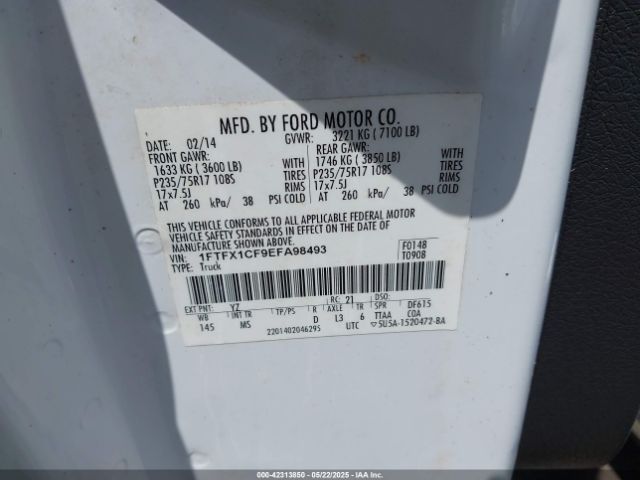 MFD. BY FORD MOTOR CO.
02/14 GVWR: 3221 KG ( 7100 LB)
FRONT GAWR: REAR GAWR:
1633 KG ( 3600 LB) WITH 1746 KG ( 3850 LB) WITH
P235/75R17 108S TIRES P235/75R17 108S TIRES
17x7.5J RIMS 17x7.5J RIMS
AT 260 kPa/ 38 PSI COLD AT 260 kPa/ 38 PSI COLD
THIS VEHICLE CONFORMS TO ALL APPLICABLE FEDERAL MOTOR
VEHICLE SAFETY STANDARDS IN EFFECT ON THE DATE OF
MANUFACTURE SHOWN ABOVE.
VIN: 1FTFX1CF9EFA98493 F0148
TYPE: Truck T0908
EXT PNT: YZ RC: 21 DF615
WB INT TR TP/PS R AXLE TR SPR COA
145 MS D L3 6 TTAA
2201402046295 UTC ▽5U5A-1520472-BA
000-42313850 05/22/2025 IAAI.COM